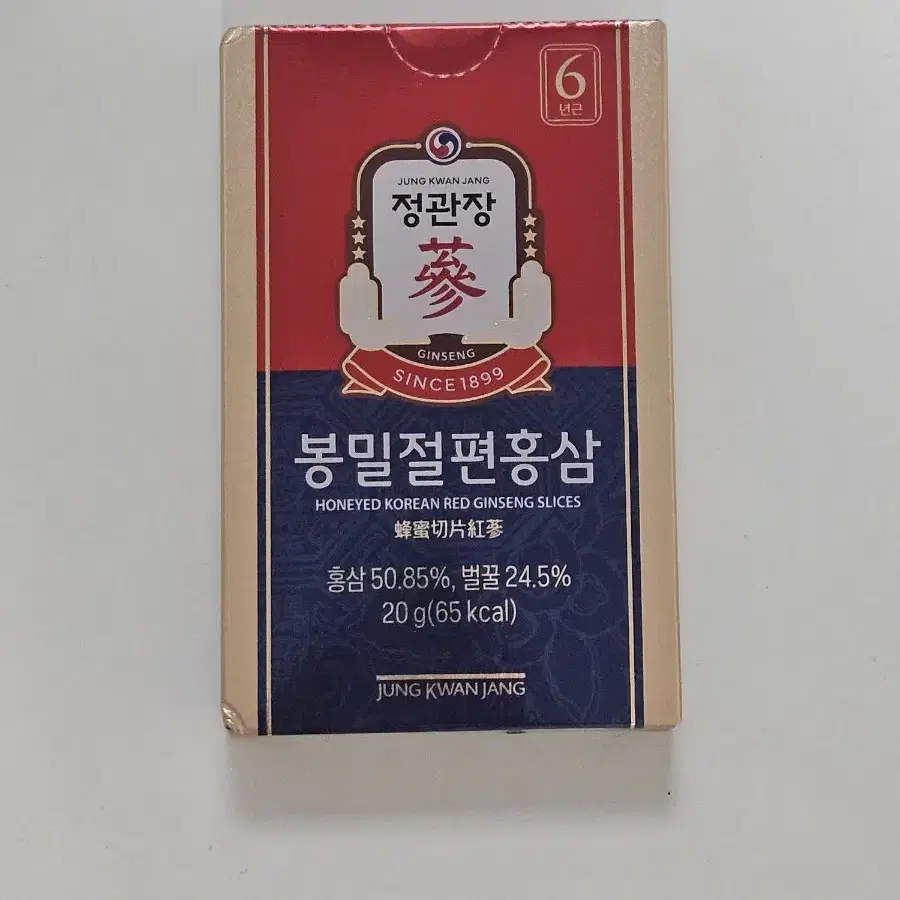 6
년근
JUNG KWAN JANG
정관장
蔘
GINSENG
SINCE 1899
봉밀절편홍삼
HONEYED KOREAN RED GINSENG SLICES
蜂蜜切片紅蔘
홍삼 50.85%, 벌꿀 24.5%
20 g(65 kcal)
JUNG KWAN JANG